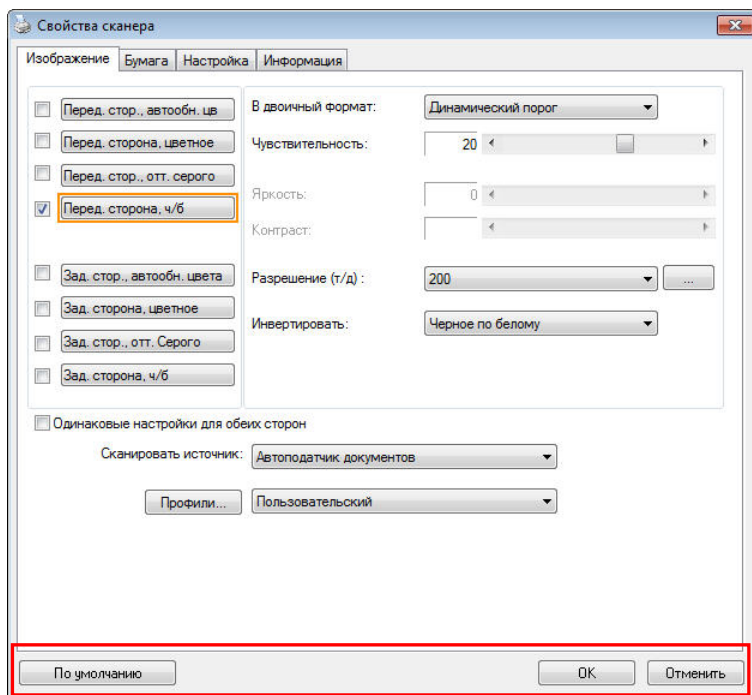 Свойства сканера
Изображение Бумага Настройка Информация
Перед. стор., автообн. цв
Перед. сторона, цветное
Перед. стор., отт. серого
Перед. сторона, ч/б
Зад. стор., автообн. цвета
Зад. сторона, цветное
Зад. стор., отт. Серого
Зад. сторона, ч/б
В двоичный формат: Динамический порог
Чувствительность: 20
Яркость: 0
Контраст:
Разрешение (т/д) : 200 ...
Инвертировать: Черное по белому
Одинаковые настройки для обеих сторон
Сканировать источник: Автоподатчик документов
Профили... Пользовательский
По умолчанию OK Отменить